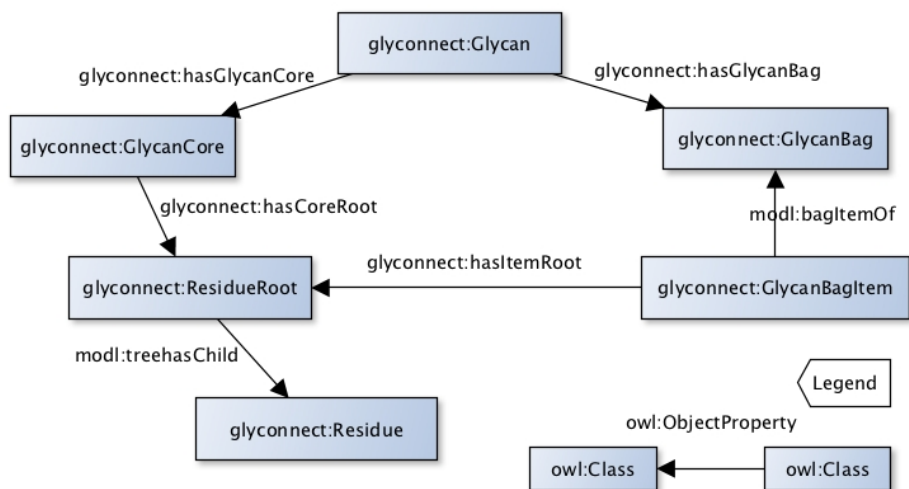 glyconnect:Glycan
glyconnect:hasGlycanCore
glyconnect:hasGlycanBag
glyconnect:GlycanCore
glyconnect:GlycanBag
glyconnect:hasCoreRoot
modl:bagItemOf
glyconnect:hasItemRoot
glyconnect:ResidueRoot
glyconnect:GlycanBagItem
modl:treehasChild
Legend
glyconnect:Residue
owl:ObjectProperty
owl:Class
owl:Class